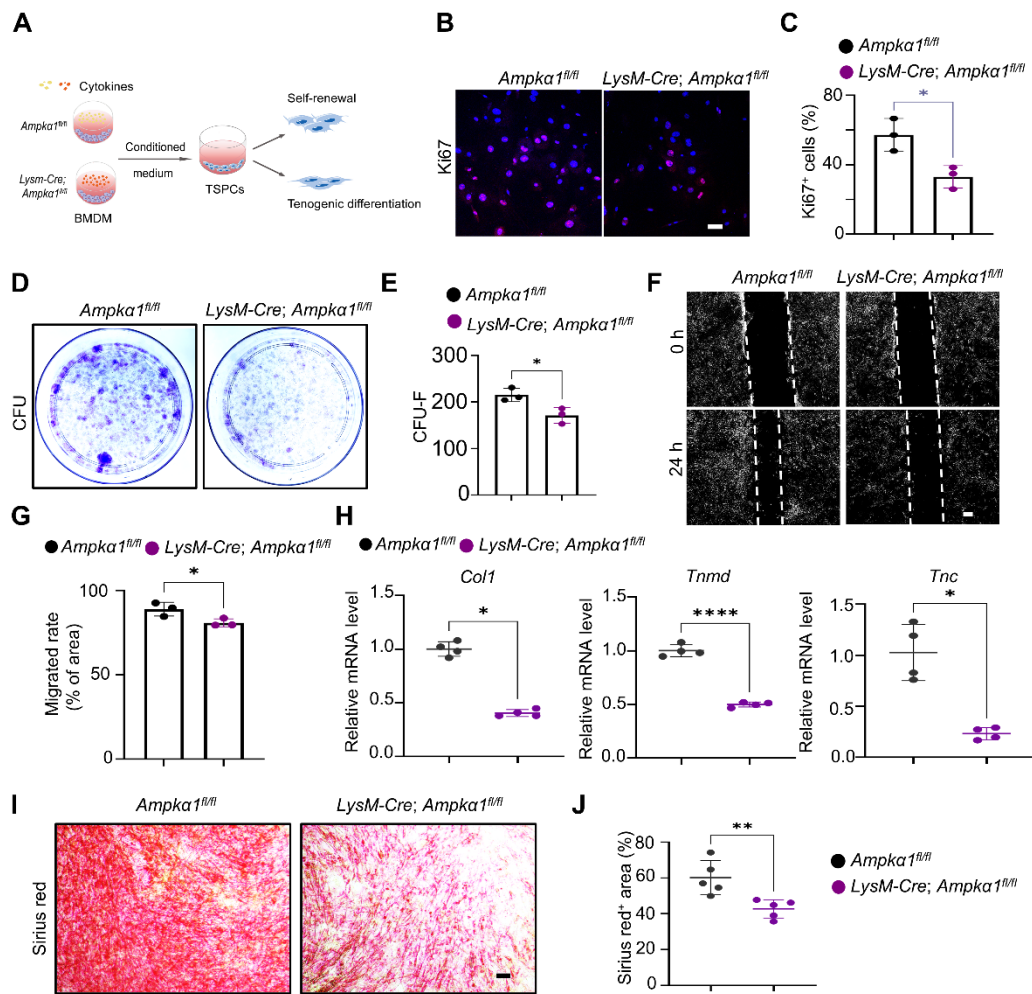 A
Cytokines
Ampkα1fl/fl
Lysm-Cre;
Ampkα1fl/fl
BMDM
Conditioned
medium
TSPCs
Self-renewal
Tenogenic differentiation
B
Ampkα1fl/fl LysM-Cre; Ampkα1fl/fl
Ki67
C
Ampkα1fl/fl
LysM-Cre; Ampkα1fl/fl
Ki67+ cells (%)
80
40
0
*
D
Ampkα1fl/fl LysM-Cre; Ampkα1fl/fl
CFU
E
Ampkα1fl/fl
LysM-Cre; Ampkα1fl/fl
CFU-F
300
200
100
0
*
F
Ampkα1fl/fl LysM-Cre; Ampkα1fl/fl
0 h
24 h
G
Ampkα1fl/fl LysM-Cre; Ampkα1fl/fl
Migrated rate
(% of area)
100
50
0
*
H
Ampkα1fl/fl LysM-Cre; Ampkα1fl/fl
Col1
Relative mRNA level
1.5
1.0
0.5
0.0
*
Tnmd
Relative mRNA level
1.5
1.0
0.5
0.0
****
Tnc
Relative mRNA level
1.5
1.0
0.5
0.0
*
I
Ampkα1fl/fl LysM-Cre; Ampkα1fl/fl
Sirius red
J
Sirius red+ area (%)
80
60
40
20
0
**
Ampkα1fl/fl
LysM-Cre; Ampkα1fl/fl